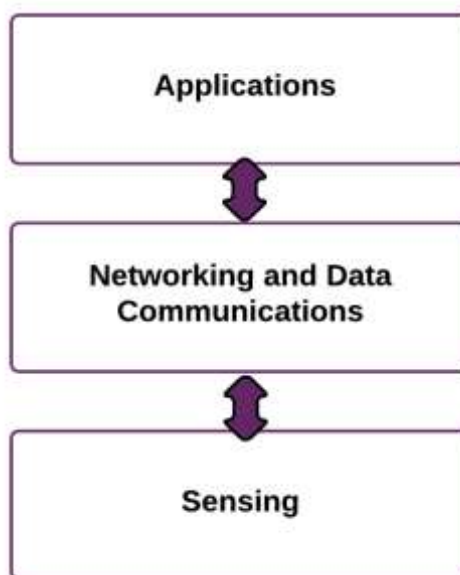 Applications
Networking and Data
Communications
Sensing